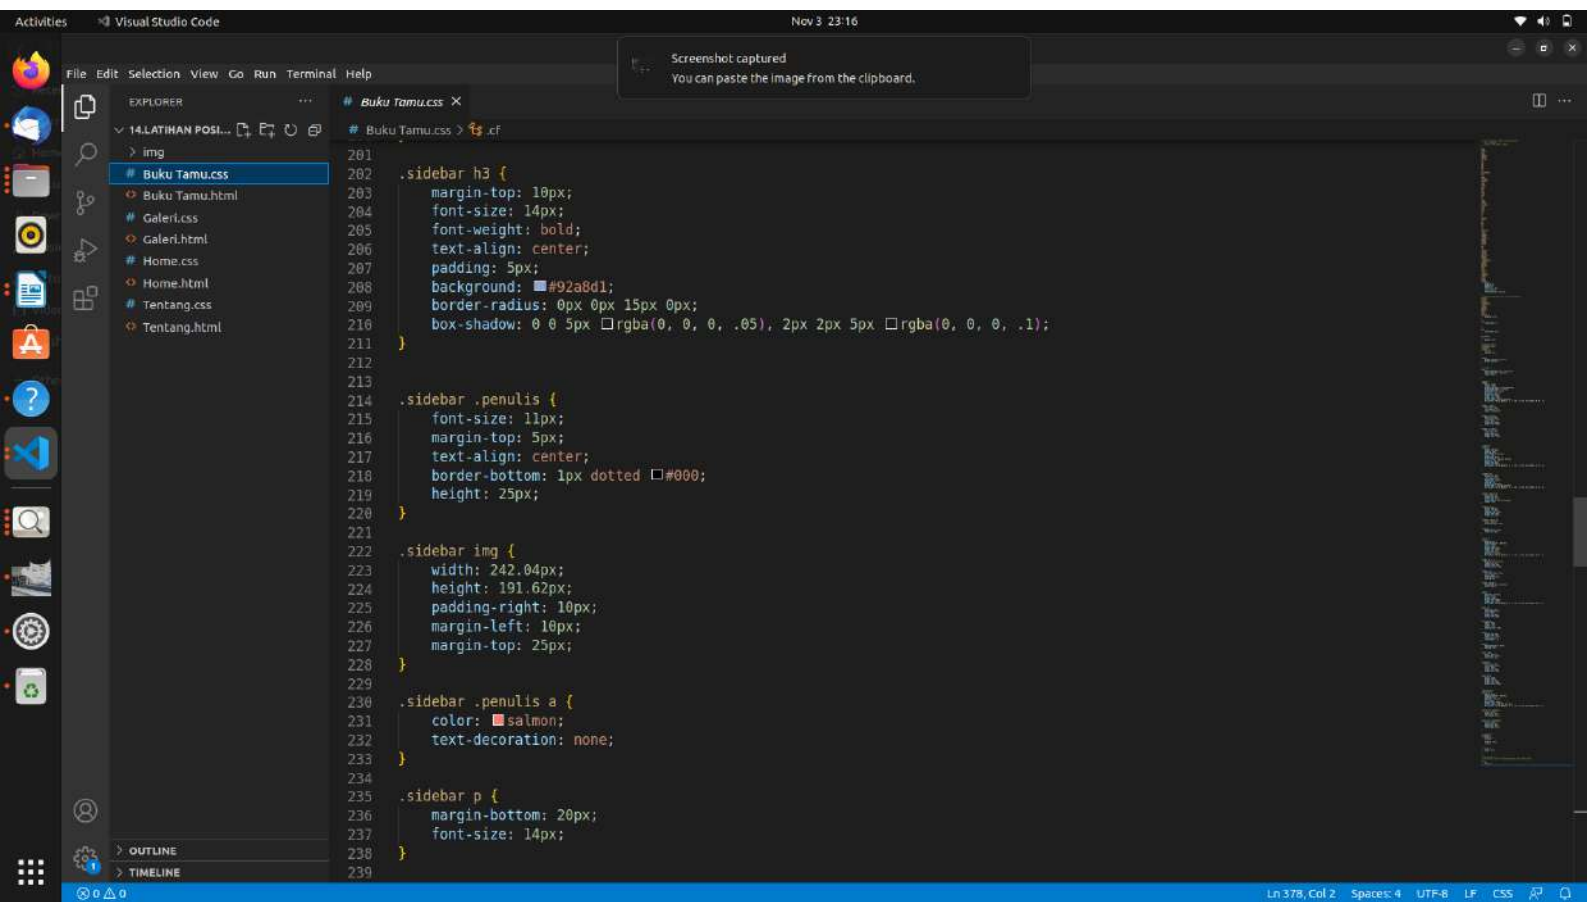 Activities
Visual Studio Code
Nov 3 23:16
Screenshot captured
You can paste the image from the clipboard.
File Edit Selection View Go Run Terminal Help
EXPLORER
14.LATIHAN POSI...
img
# Buku Tamu.css
Buku Tamu.html
# Galeri.css
Galeri.html
# Home.css
Home.html
# Tentang.css
Tentang.html
OUTLINE
TIMELINE
# Buku Tamu.css
# Buku Tamu.css > .cf
201
202 .sidebar h3 {
203 margin-top: 10px;
204 font-size: 14px;
205 font-weight: bold;
206 text-align: center;
207 padding: 5px;
208 background: #92a8d1;
209 border-radius: 0px 0px 15px 0px;
210 box-shadow: 0 0 5px rgba(0, 0, 0, .05), 2px 2px 5px rgba(0, 0, 0, .1);
211 }
212
213
214 .sidebar .penulis {
215 font-size: 11px;
216 margin-top: 5px;
217 text-align: center;
218 border-bottom: 1px dotted #000;
219 height: 25px;
220 }
221
222 .sidebar img {
223 width: 242.04px;
224 height: 191.62px;
225 padding-right: 10px;
226 margin-left: 10px;
227 margin-top: 25px;
228 }
229
230 .sidebar .penulis a {
231 color: salmon;
232 text-decoration: none;
233 }
234
235 .sidebar p {
236 margin-bottom: 20px;
237 font-size: 14px;
238 }
239
1
0 0
Ln 378, Col 2 Spaces: 4 UTF-8 LF CSS